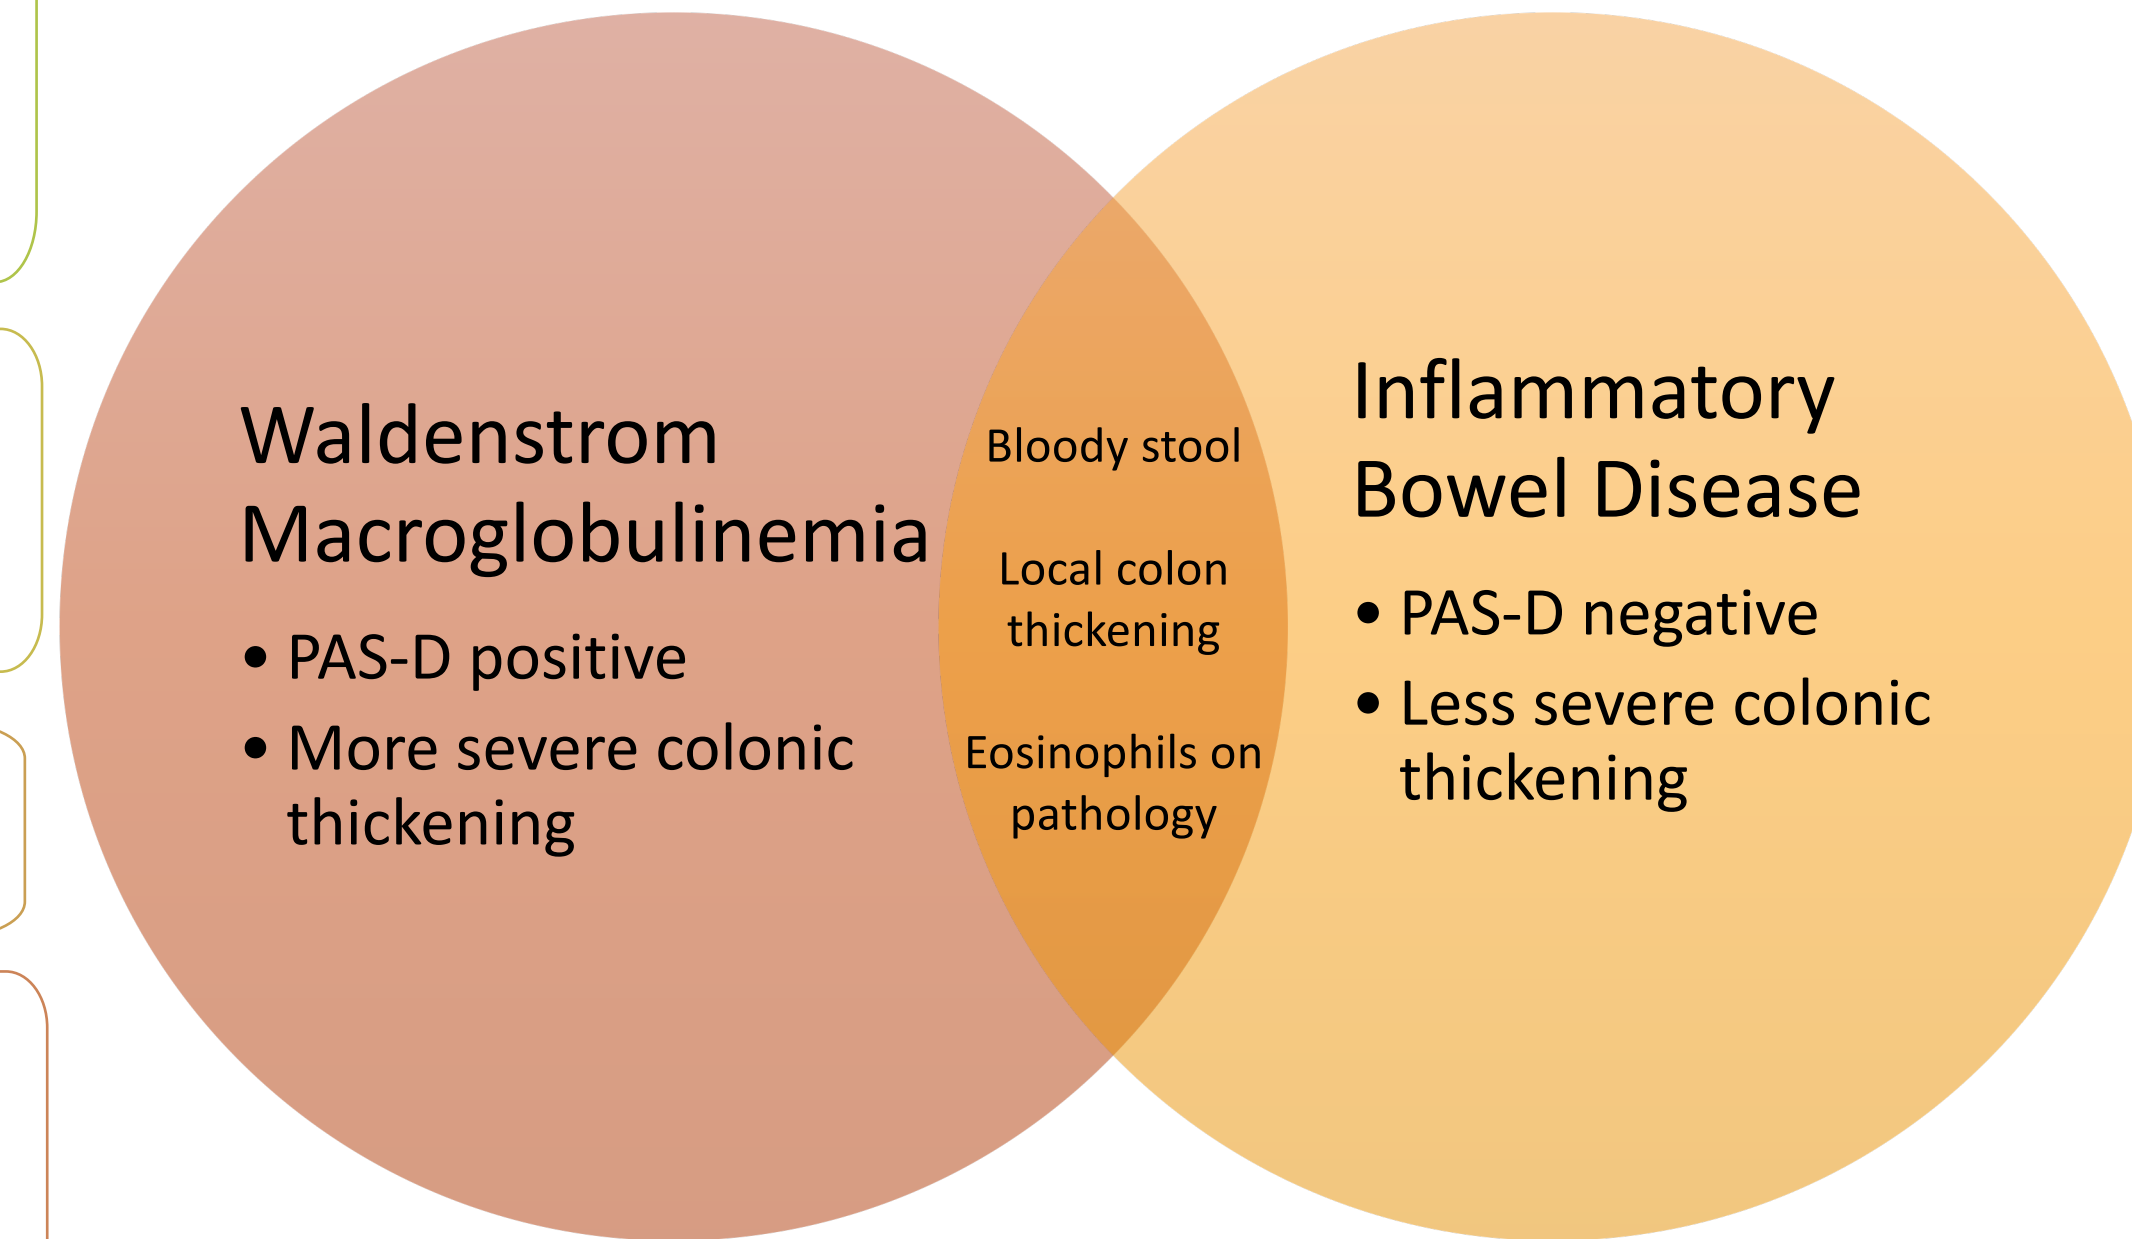 Waldenstrom
Macroglobulinemia
• PAS-D positive
• More severe colonic
thickening
Bloody stool
Local colon
thickening
Eosinophils on
pathology
Inflammatory
Bowel Disease
• PAS-D negative
• Less severe colonic
thickening